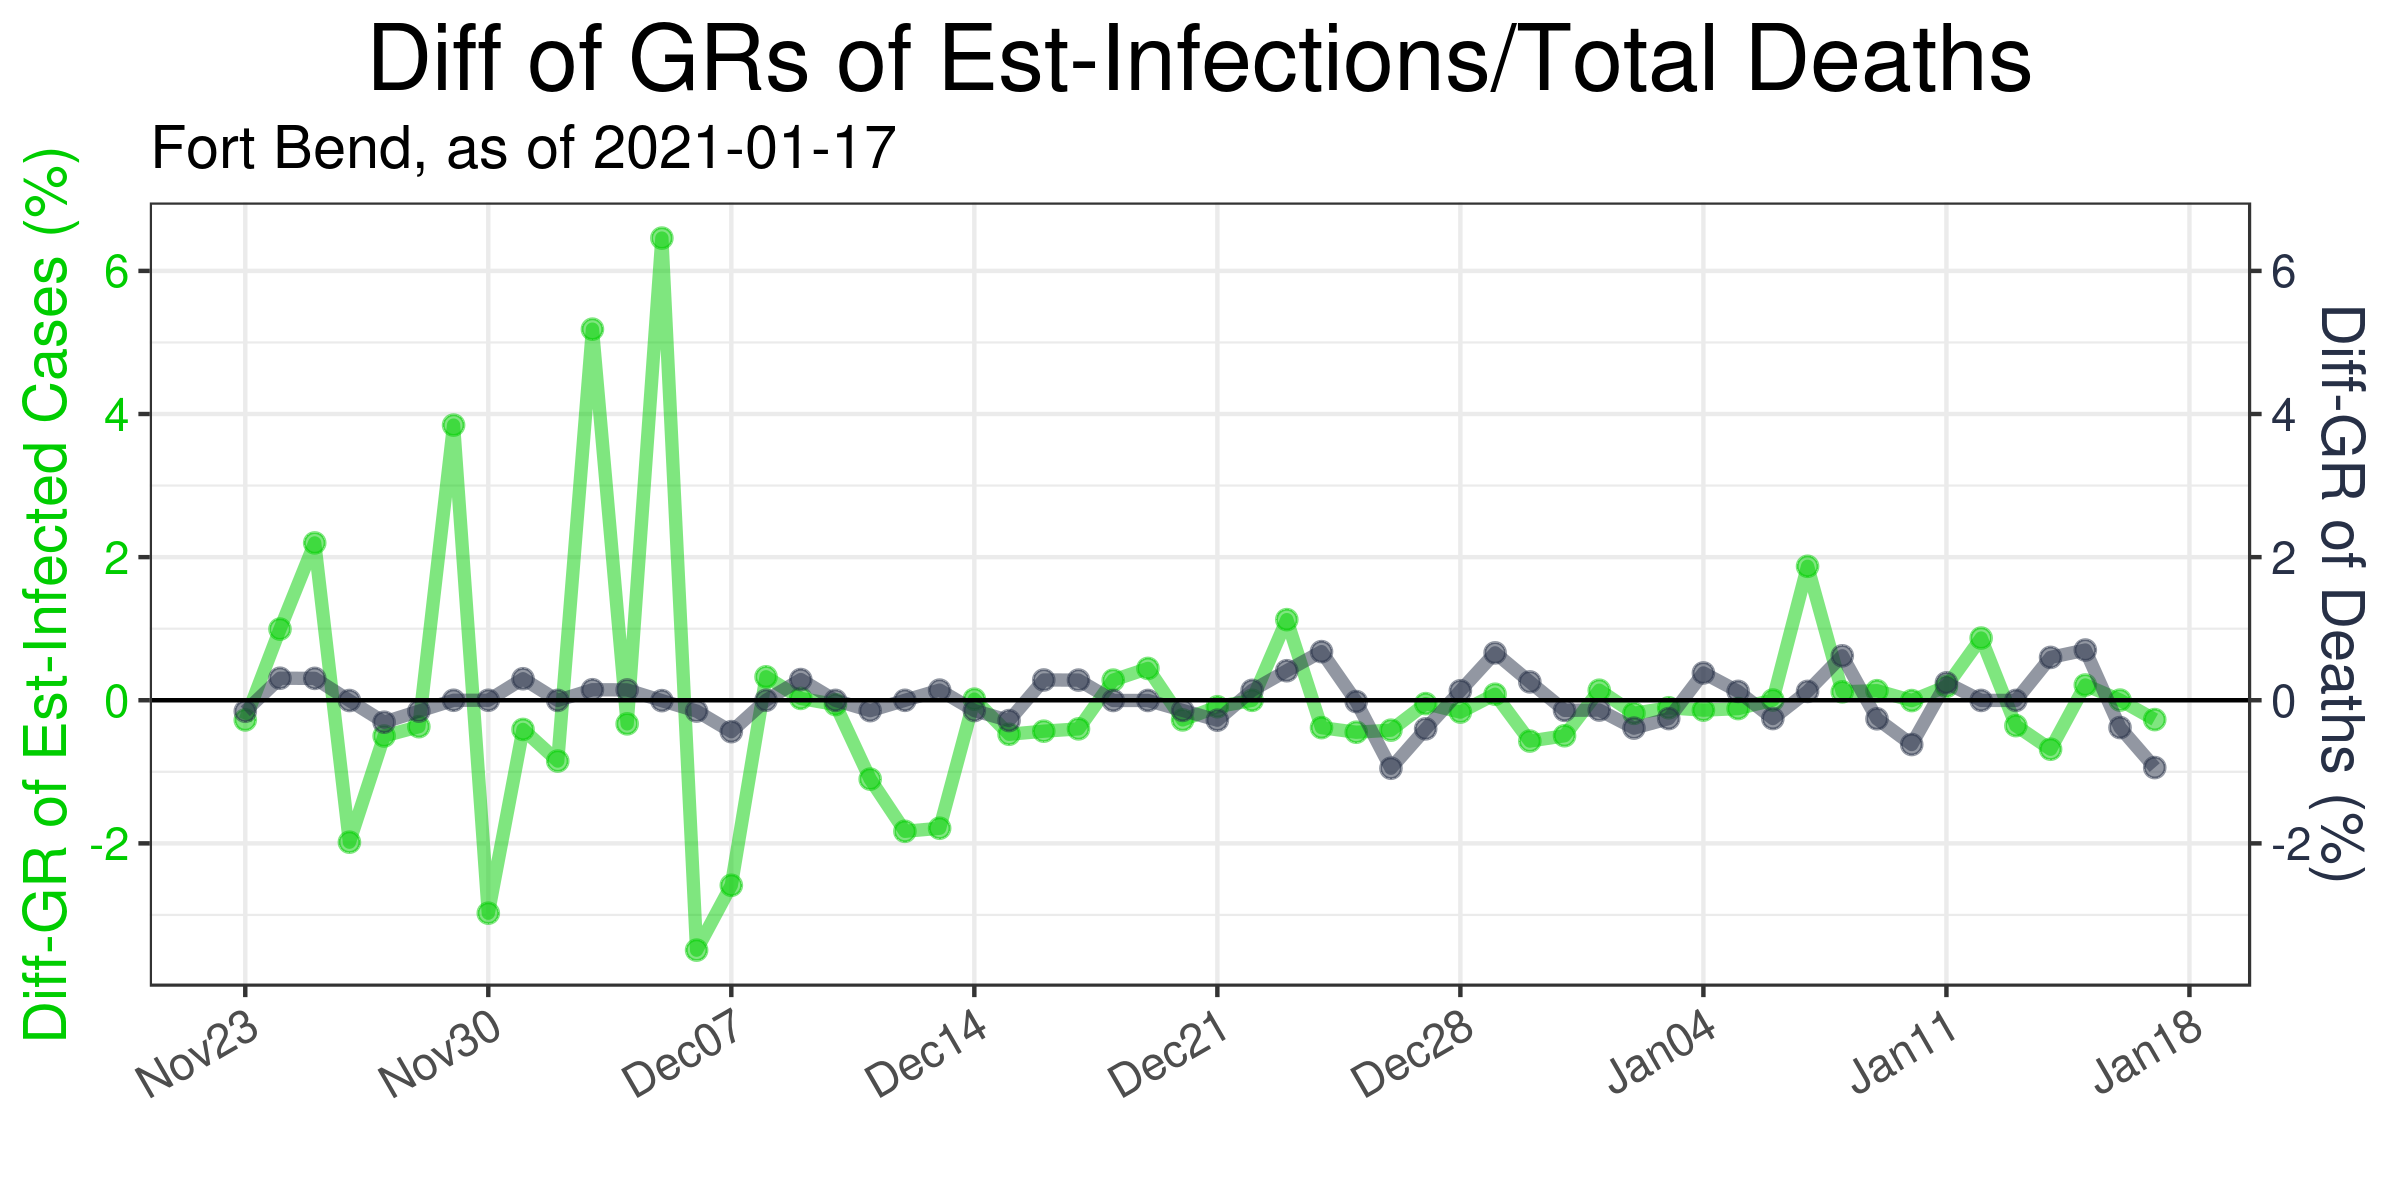 Diff of GRs of Est-Infections/Total Deaths
Fort Bend, as of 2021-01-17
Diff-GR of Est-Infected Cases (%)
6
4
2
0
-2
6
4
2
0
-2
Diff-GR of Deaths (%)
Nov23
Nov30
Dec07
Dec14
Dec21
Dec28
Jan04
Jan11
Jan18